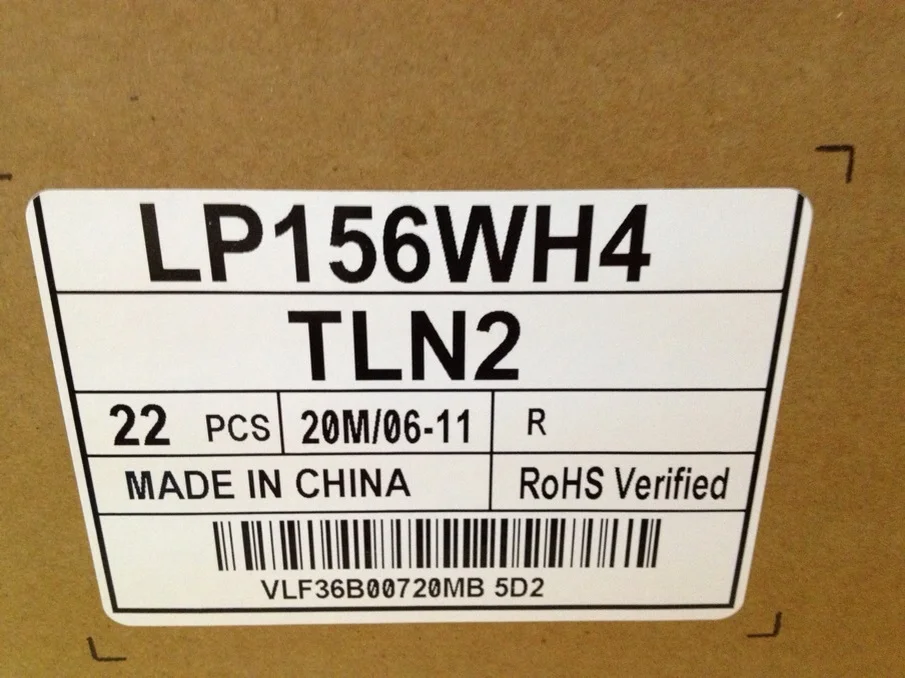 LP156WH4
TLN2
22 PCS 20M/06-11 R
MADE IN CHINA RoHS Verified
VLF36B00720MB 5D2